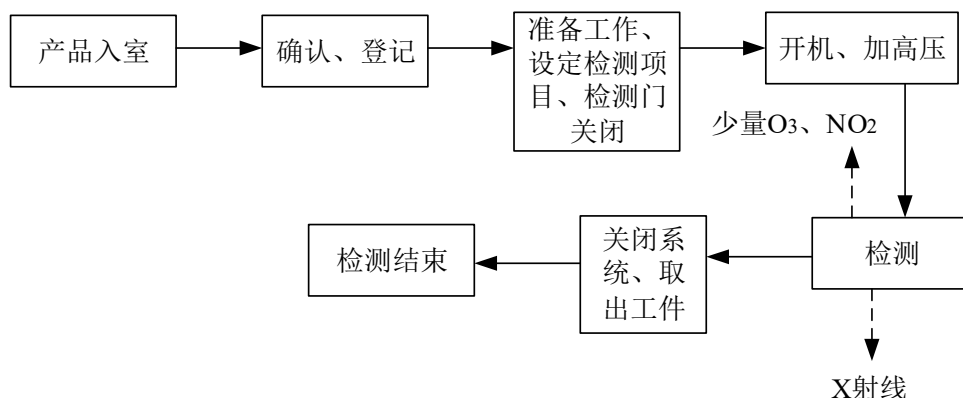 产品入室
确认、登记
准备工作、
设定检测项
目、检测门
关闭
开机、加高压
少量O3、NO2
检测
关闭系
统、取
出工件
检测结束
X射线